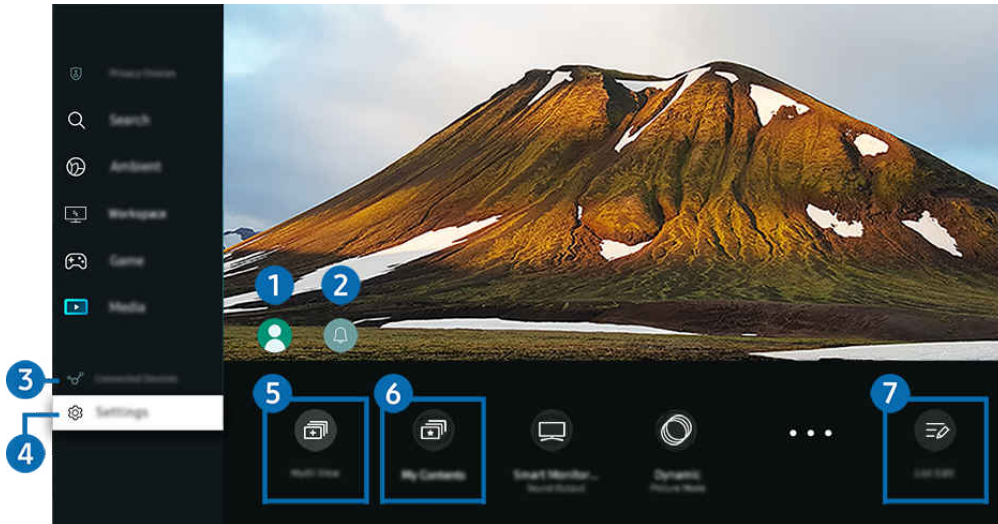 Privacy Choices
Search
Ambient
Workspace
Game
Media
1
2
3
Connected Devices
4
Settings
5
6
7
Multi View
My Contents
Smart Monitor...
Sound Output
Dynamic
Picture Mode
List Edit